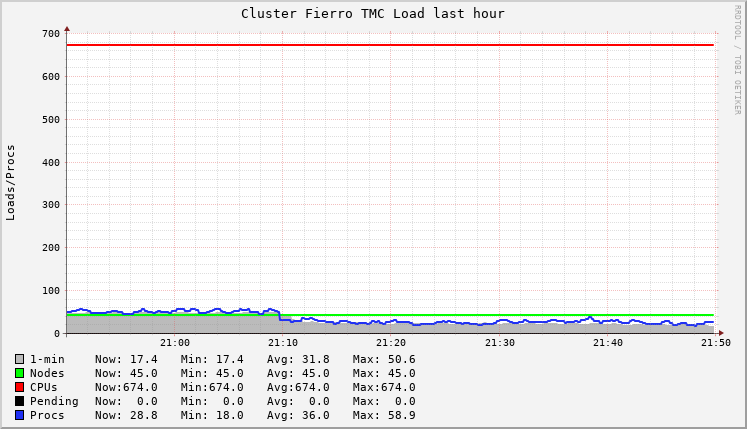 Cluster Fierro TMC Load last hour
RRDTOOL / TOBI OETIKER
Loads/Procs
700
600
500
400
300
200
100
0
21:00 21:10 21:20 21:30 21:40 21:50
1-min Now: 17.4 Min: 17.4 Avg: 31.8 Max: 50.6
Nodes Now: 45.0 Min: 45.0 Avg: 45.0 Max: 45.0
CPUs Now:674.0 Min:674.0 Avg:674.0 Max:674.0
Pending Now: 0.0 Min: 0.0 Avg: 0.0 Max: 0.0
Procs Now: 28.8 Min: 18.0 Avg: 36.0 Max: 58.9